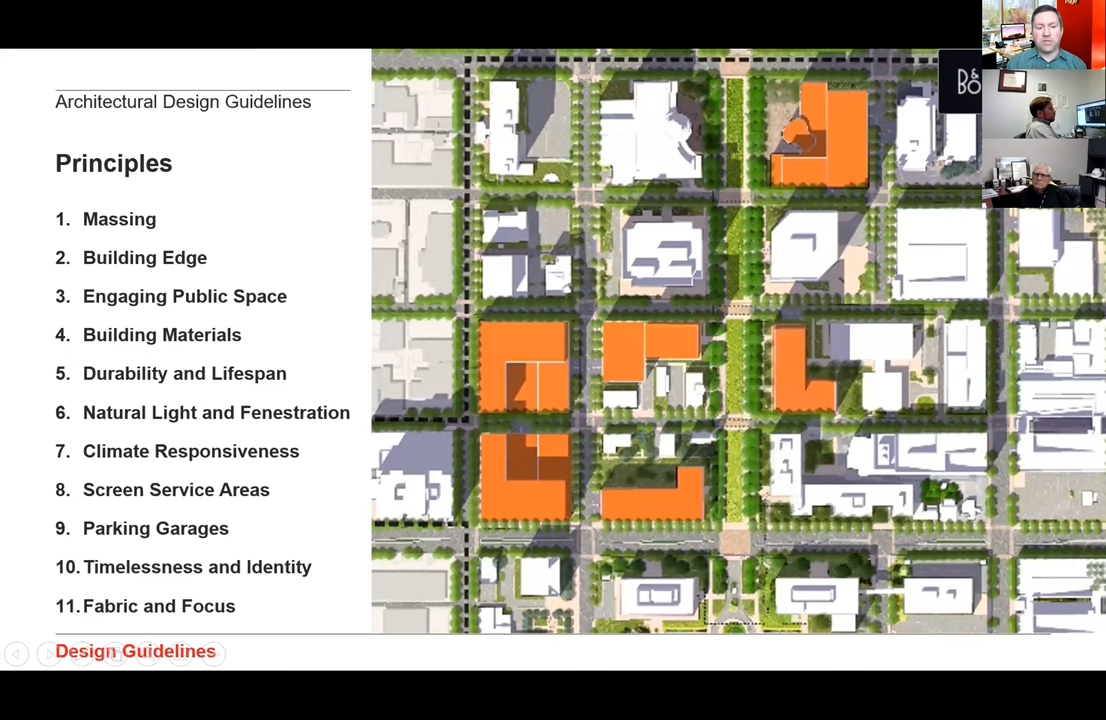 Page
B&
BO
Architectural Design Guidelines
Principles
1. Massing
2. Building Edge
3. Engaging Public Space
4. Building Materials
5. Durability and Lifespan
6. Natural Light and Fenestration
7. Climate Responsiveness
8. Screen Service Areas
9. Parking Garages
10. Timelessness and Identity
11. Fabric and Focus
Design Guidelines